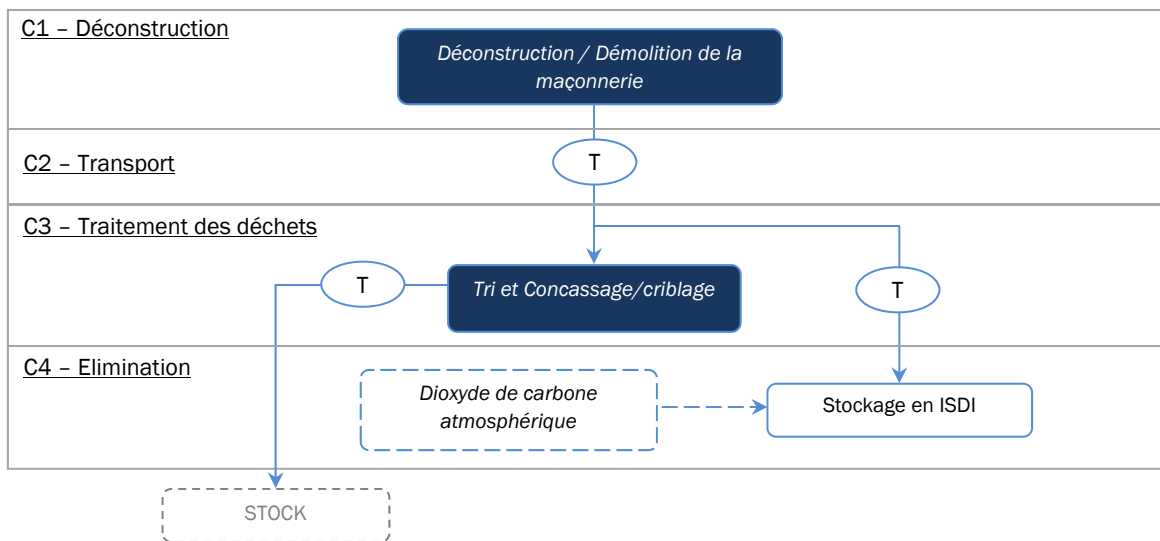 C1 – Déconstruction
Déconstruction / Démolition de la
maçonnerie
C2 – Transport
T
C3 – Traitement des déchets
T
Tri et Concassage/criblage
T
C4 – Elimination
Dioxyde de carbone
atmosphérique
Stockage en ISDI
STOCK